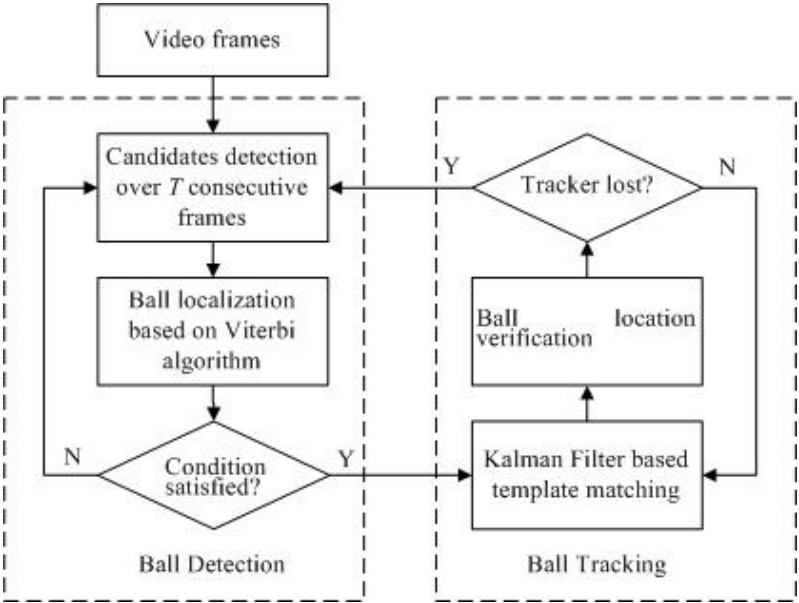 Video frames
Candidates detection
over T consecutive
frames
Ball localization
based on Viterbi
algorithm
Condition
satisfied?
N
Y
Ball Detection
Tracker lost?
Y
N
Ball location
verification
Kalman Filter based
template matching
Ball Tracking